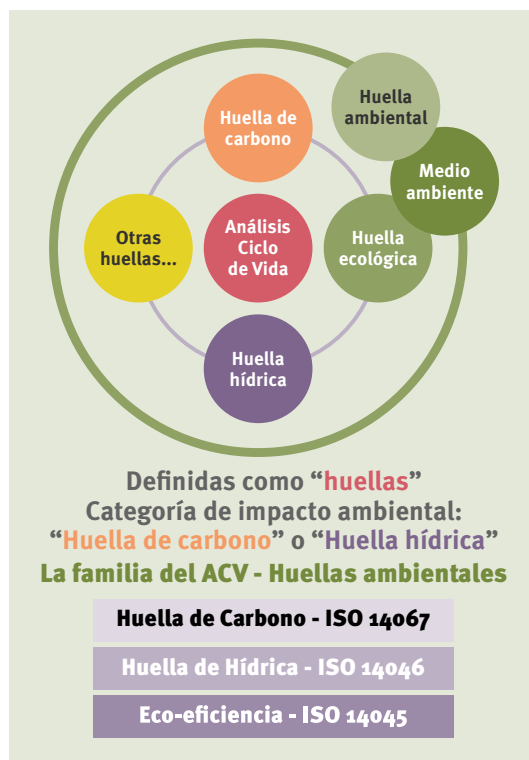 Huella de
carbono
Huella
ambiental
Medio
ambiente
Otras
huellas...
Análisis
Ciclo
de Vida
Huella
ecológica
Huella
hídrica
Definidas como “huellas”
Categoría de impacto ambiental:
“Huella de carbono” o “Huella hídrica”
La familia del ACV - Huellas ambientales
Huella de Carbono - ISO 14067
Huella de Hídrica - ISO 14046
Eco-eficiencia - ISO 14045